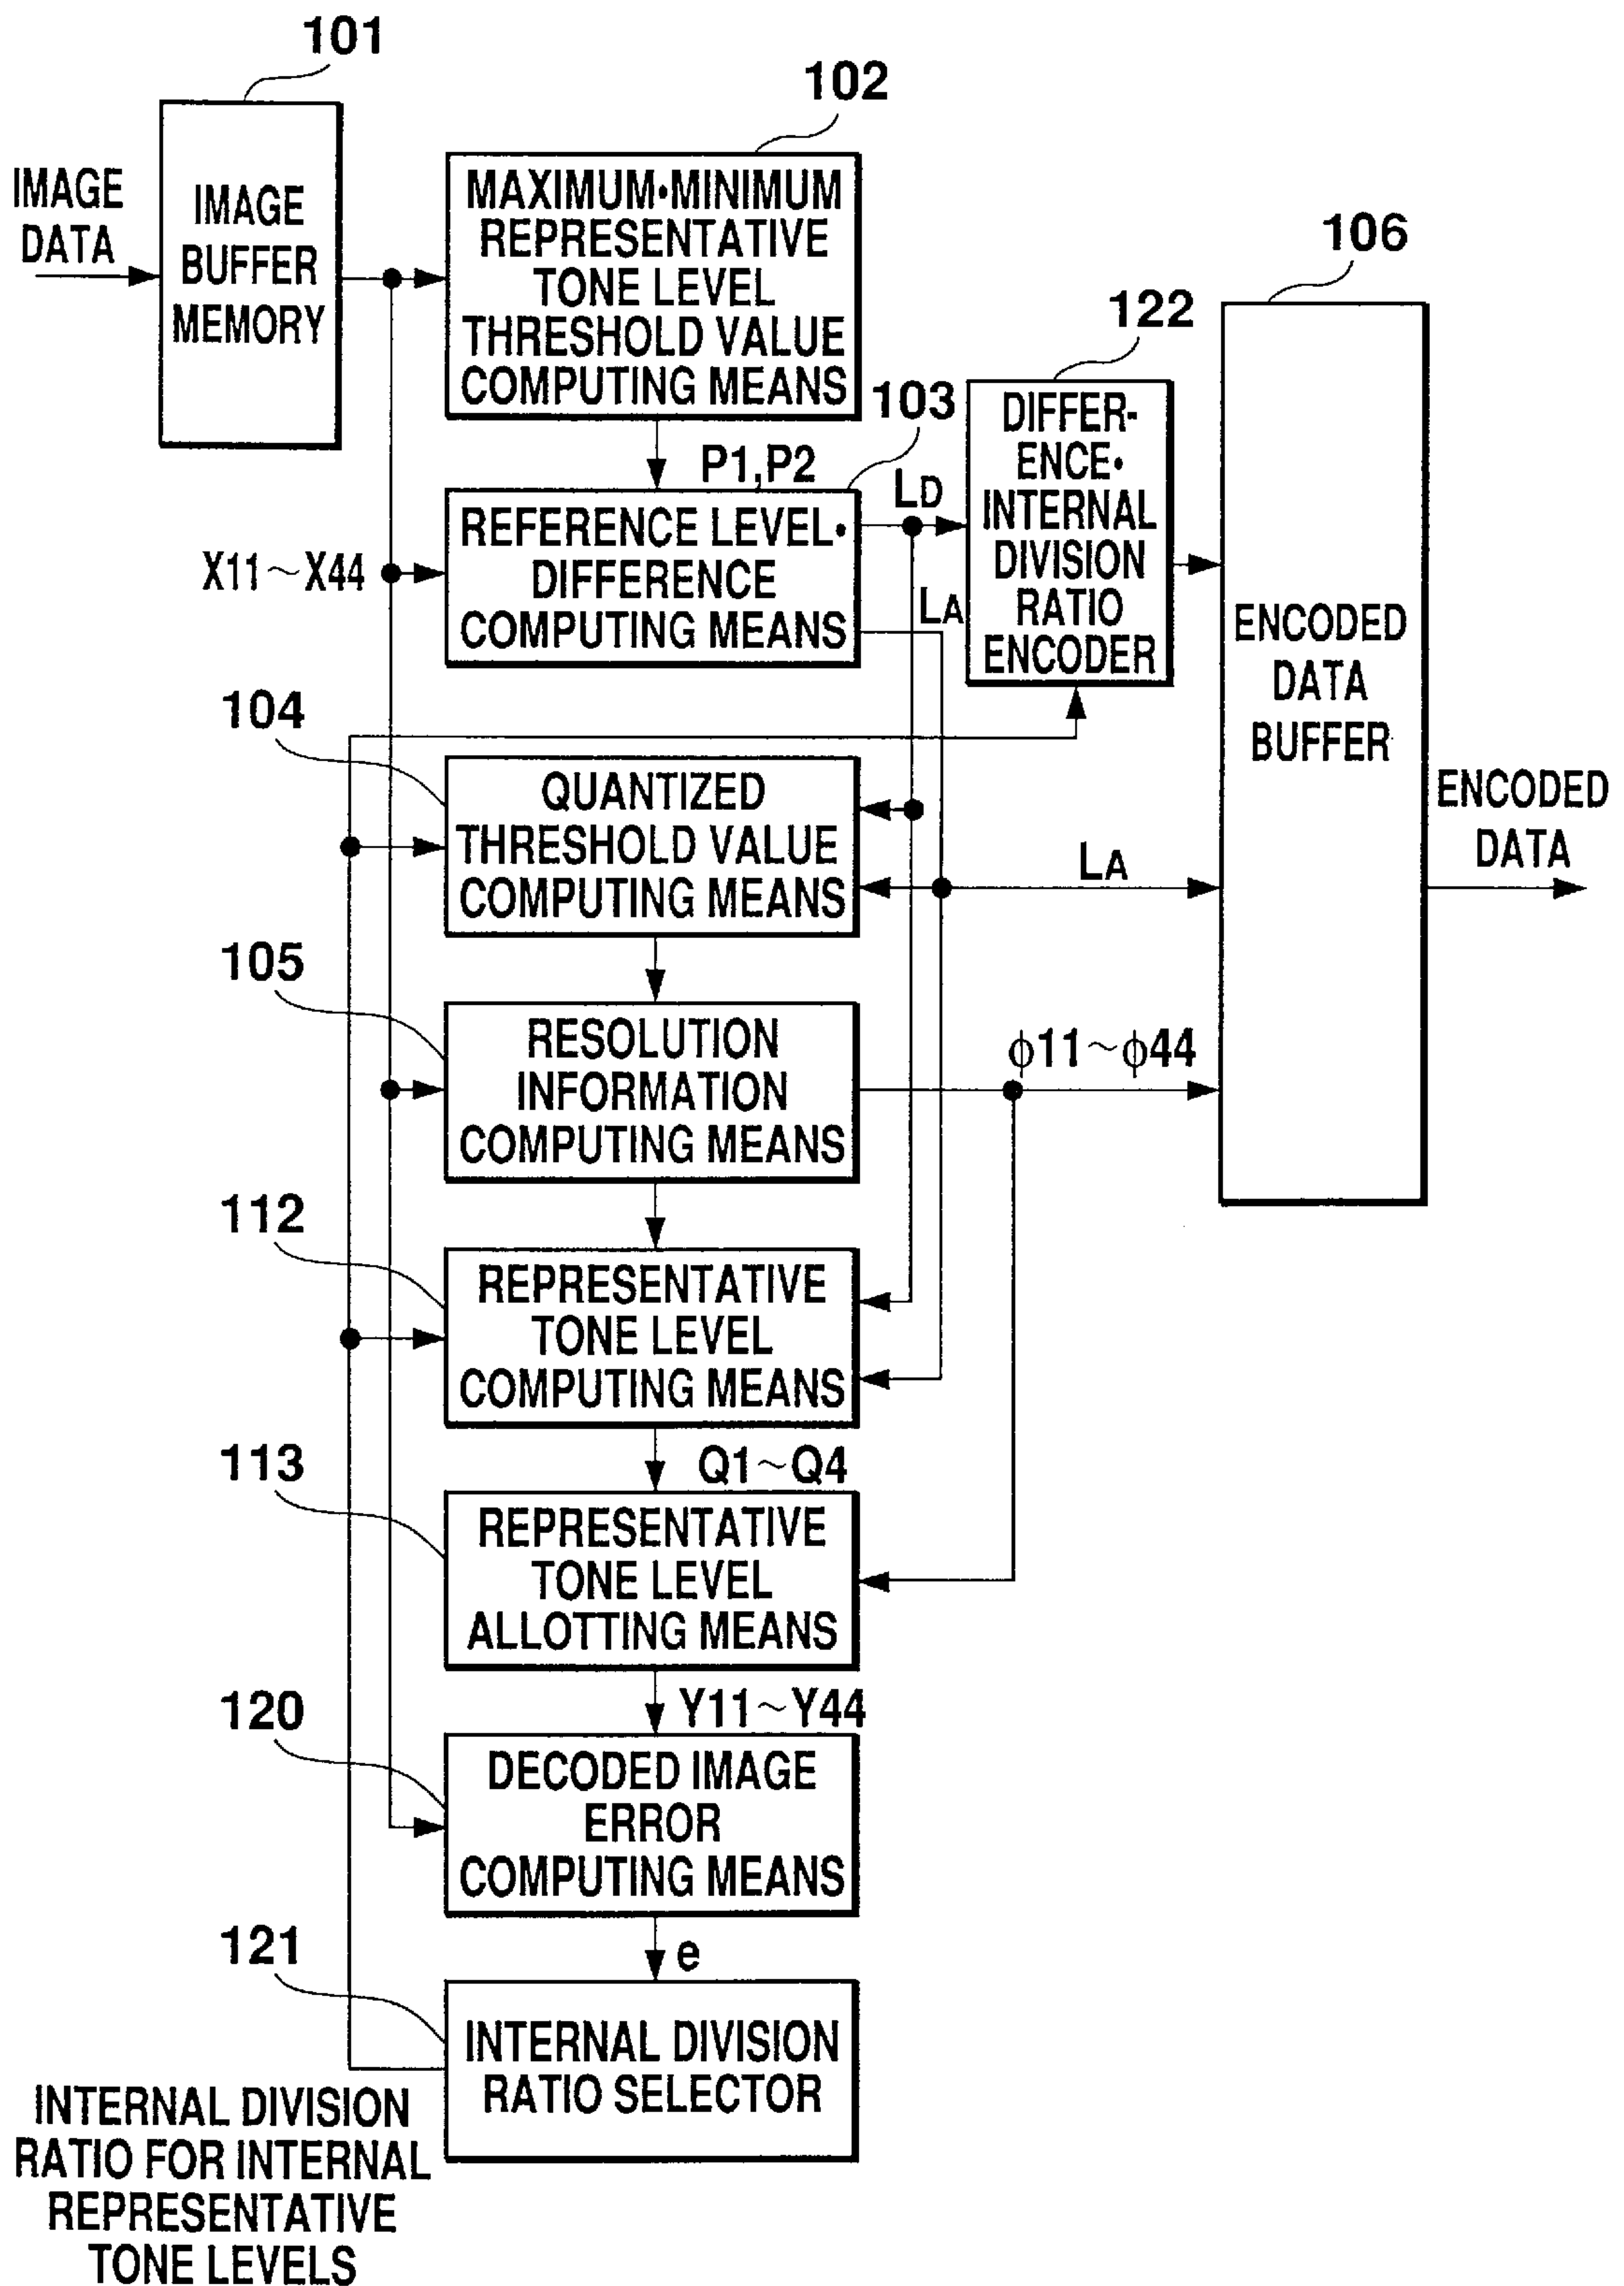 101
IMAGE
DATA
IMAGE
BUFFER
MEMORY
102
MAXIMUM•MINIMUM
REPRESENTATIVE
TONE LEVEL
THRESHOLD VALUE
COMPUTING MEANS
P1,P2
103
REFERENCE LEVEL•
DIFFERENCE
COMPUTING MEANS
X11~X44
LD
LA
122
DIFFER-
ENCE•
INTERNAL
DIVISION
RATIO
ENCODER
106
ENCODED
DATA
BUFFER
ENCODED
DATA
104
QUANTIZED
THRESHOLD VALUE
COMPUTING MEANS
LA
105
RESOLUTION
INFORMATION
COMPUTING MEANS
ϕ11~ϕ44
112
REPRESENTATIVE
TONE LEVEL
COMPUTING MEANS
Q1~Q4
113
REPRESENTATIVE
TONE LEVEL
ALLOTTING MEANS
Y11~Y44
120
DECODED IMAGE
ERROR
COMPUTING MEANS
e
121
INTERNAL DIVISION
RATIO SELECTOR
INTERNAL DIVISION
RATIO FOR INTERNAL
REPRESENTATIVE
TONE LEVELS